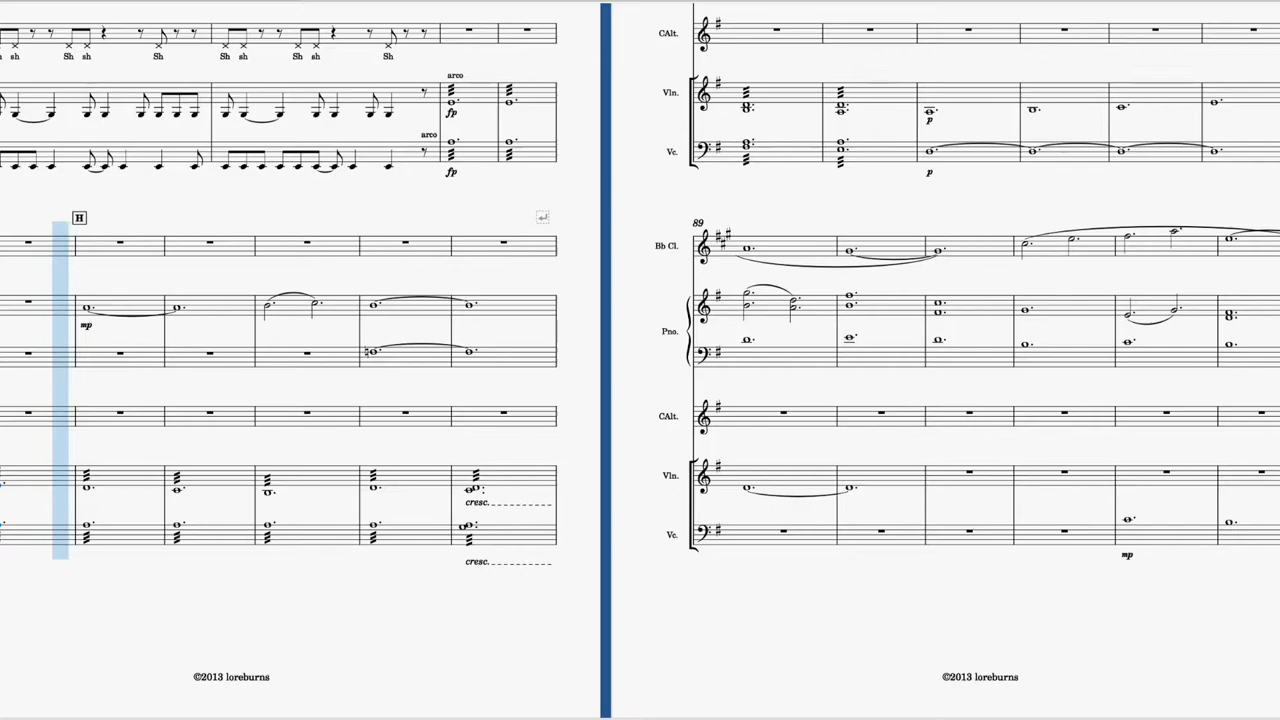 sh Sh sh Sh Sh sh Sh sh Sh
arco
fp
arco
fp
H
mp
cresc.
cresc.
©2013 loreburns
CAlt.
Vln.
p
Vc.
p
89
Bb Cl.
Pno.
CAlt.
Vln.
Vc.
mp
©2013 loreburns